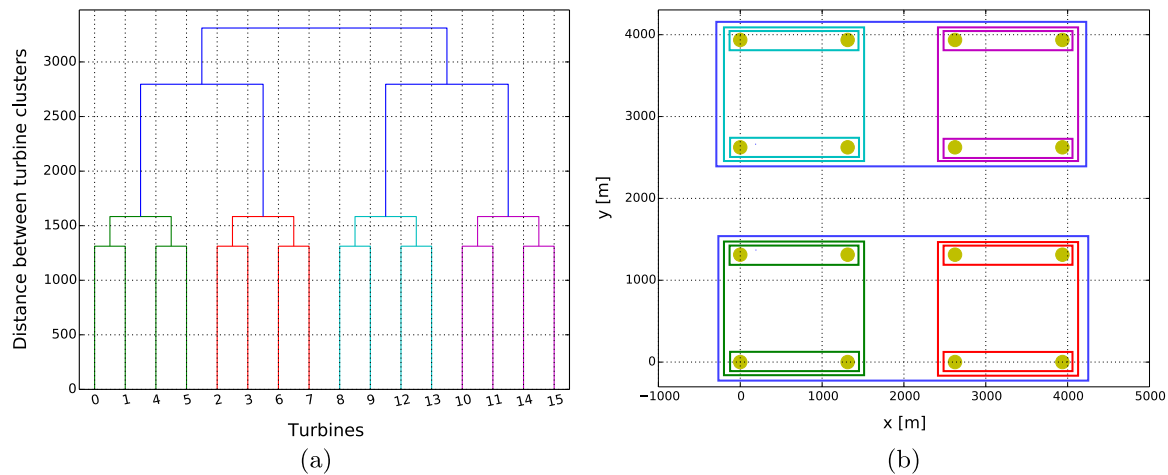 Distance between turbine clusters
3000
2500
2000
1500
1000
500
0
0 1 4 5 2 3 6 7 8 9 12 13 10 11 14 15
Turbines
(a)
y [m]
4000
3000
2000
1000
0
−1000 0 1000 2000 3000 4000 5000
x [m]
(b)